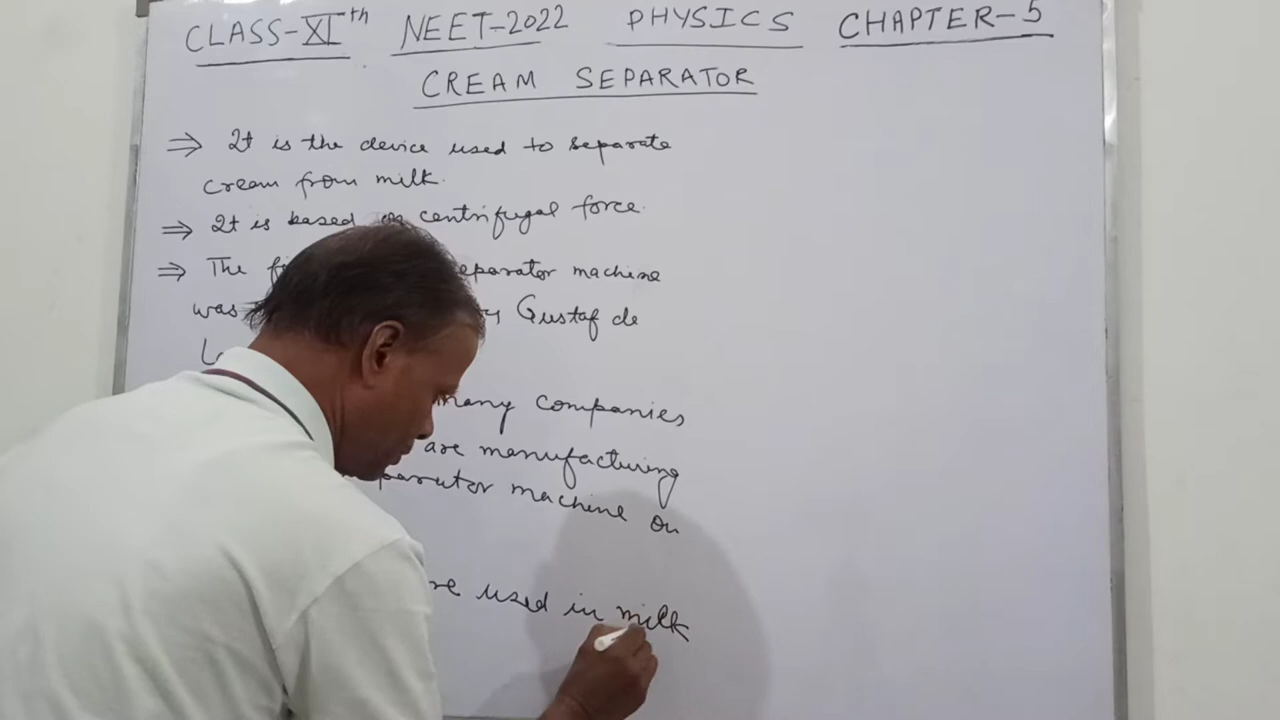 CLASS-XIth NEET-2022 PHYSICS CHAPTER-5
CREAM SEPARATOR
⇒ It is the device used to separate
cream from milk.
⇒ It is based on centrifugal force.
⇒ The separator machine
was Gustaf de
many companies
are manufacturing
machine on
used in milk